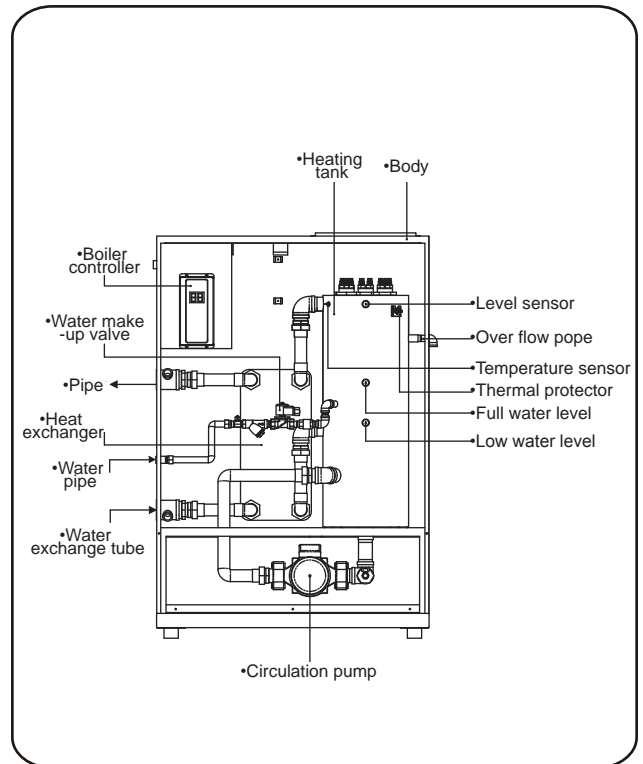 •Heating
tank
•Body
•Boiler
controller
•Water make
-up valve
•Pipe
•Heat
exchanger
•Water
pipe
•Water
exchange tube
Level sensor
Over flow pope
Temperature sensor
Thermal protector
Full water level
Low water level
•Circulation pump